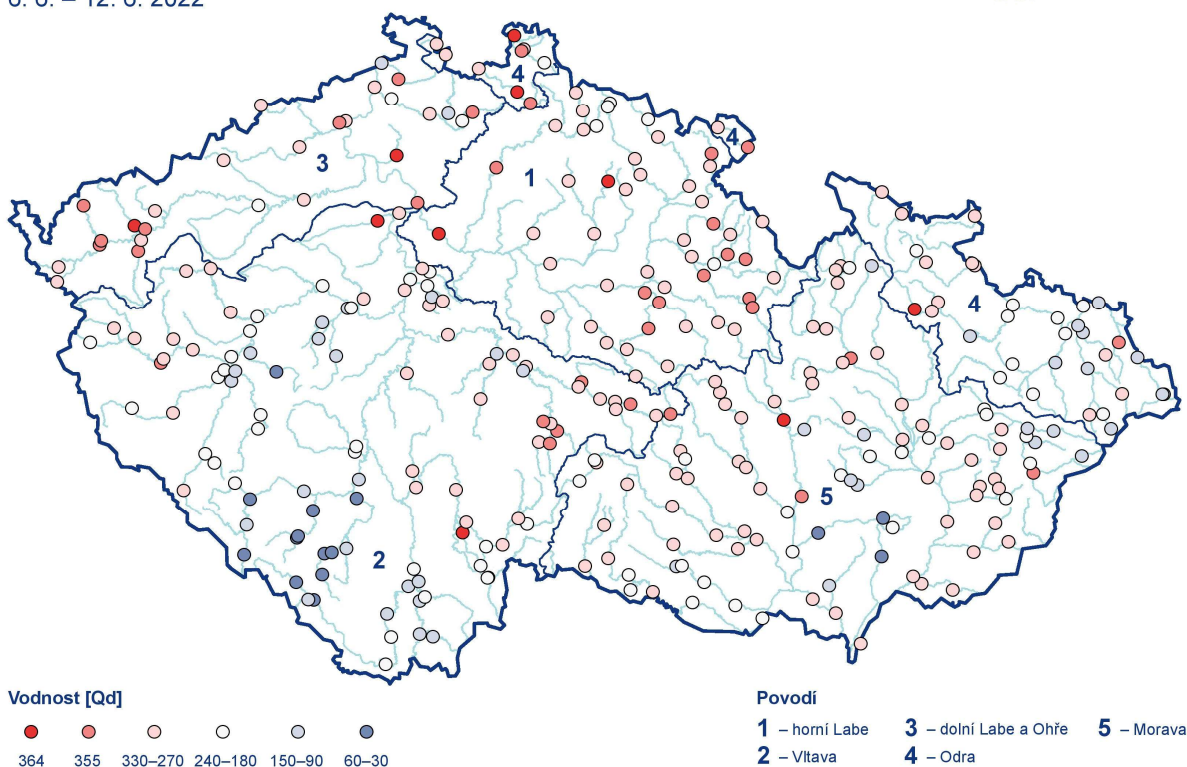 4
4
3
1
4
5
2
Vodnost [Qd]
364 355 330–270 240–180 150–90 60–30
Povodí
1 – horní Labe 3 – dolní Labe a Ohře 5 – Morava
2 – Vltava 4 – Odra